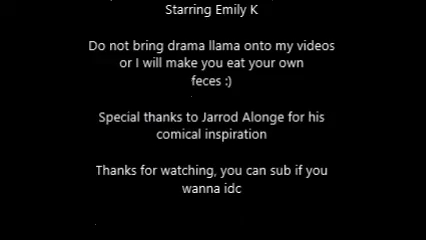 Starring Emily K
Do not bring drama llama onto my videos
or I will make you eat your own
feces :)
Special thanks to Jarrod Alonge for his
comical inspiration
Thanks for watching, you can sub if you
wanna idc